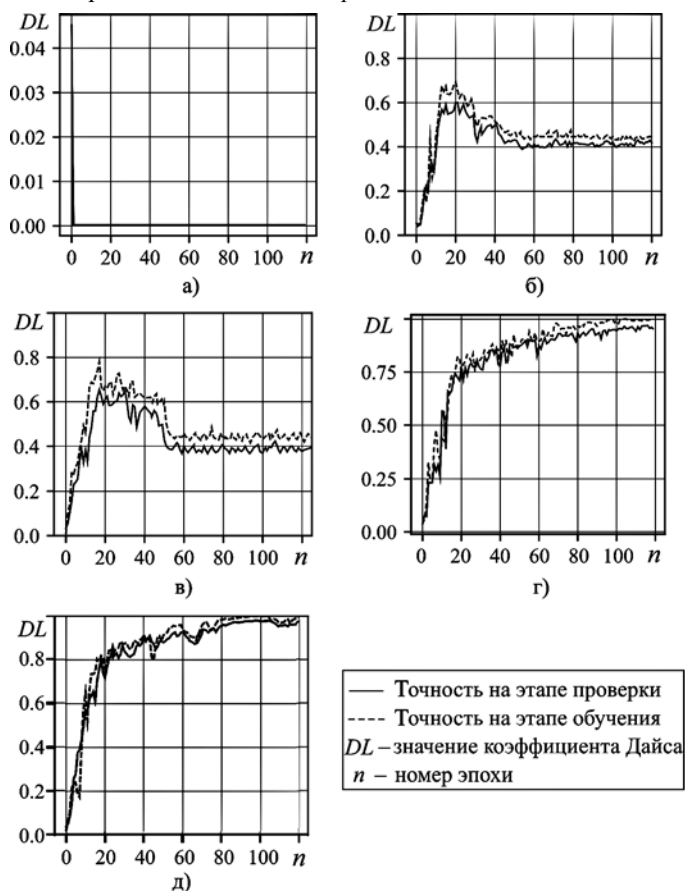 DL
0.04
0.03
0.02
0.01
0.00
0 20 40 60 80 100 n
а)
DL
0.8
0.6
0.4
0.2
0.0
0 20 40 60 80 100 n
б)
DL
0.8
0.6
0.4
0.2
0.0
0 20 40 60 80 100 n
в)
DL
0.75
0.50
0.25
0.00
0 20 40 60 80 100 n
г)
DL
0.8
0.6
0.4
0.2
0.0
0 20 40 60 80 100 n
д)
Точность на этапе проверки
Точность на этапе обучения
DL – значение коэффициента Дайса
n – номер эпохи